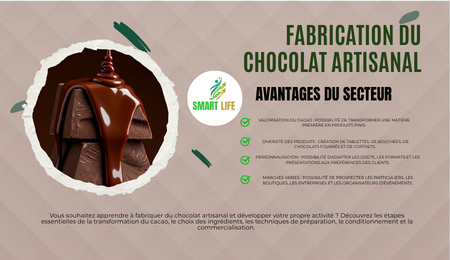 FABRICATION DU
CHOCOLAT ARTISANAL
SMART LIFE
AVANTAGES DU SECTEUR
VALORISATION DU CACAO : POSSIBILITÉ DE TRANSFORMER UNE MATIÈRE
PREMIÈRE EN PRODUITS FINIS.
DIVERSITÉ DES PRODUITS : CRÉATION DE TABLETTES, DE BOUCHÉES, DE
CHOCOLATS FOURRÉS ET DE COFFRETS.
PERSONNALISATION : POSSIBILITÉ D'ADAPTER LES GOÛTS, LES FORMATS ET LES
PRÉSENTATIONS AUX PRÉFÉRENCES DES CLIENTS.
MARCHÉS VARIÉS : POSSIBILITÉ DE PROSPECTER LES PARTICULIERS, LES
BOUTIQUES, LES ENTREPRISES ET LES ORGANISATEURS D'ÉVÉNEMENTS.
Vous souhaitez apprendre à fabriquer du chocolat artisanal et développer votre propre activité ? Découvrez les étapes
essentielles de la transformation du cacao, le choix des ingrédients, les techniques de préparation, le conditionnement et la
commercialisation.